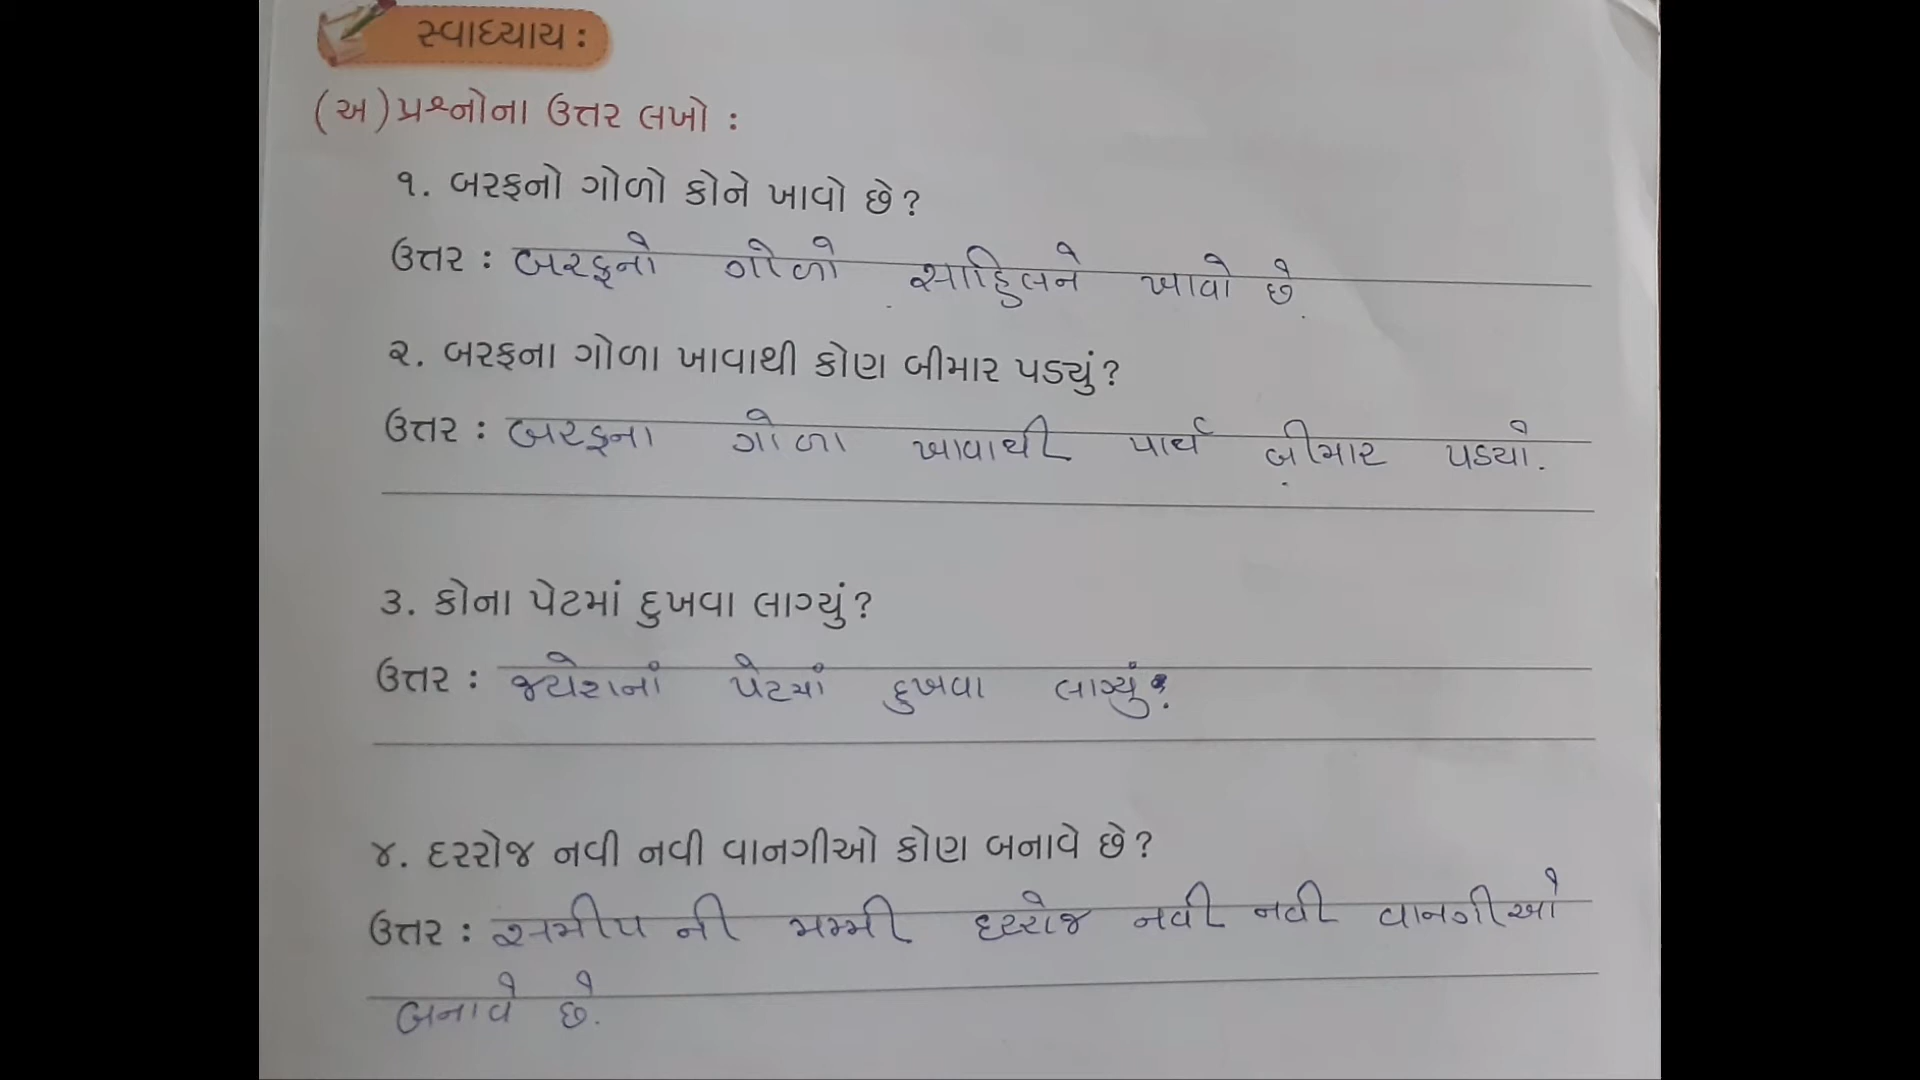 સ્વાધ્યાય :
(અ) પ્રશ્નોના ઉત્તર લખો :
૧. બરફનો ગોળો કોને ખાવો છે?
ઉત્તર : બરફનો ગોળો સાહિલને ખાવો છે.
૨. બરફના ગોળા ખાવાથી કોણ બીમાર પડ્યું?
ઉત્તર : બરફના ગોળા ખાવાથી પાર્થ બીમાર પડયો.
૩. કોના પેટમાં દુખવા લાગ્યું?
ઉત્તર : જયેશનાં પેટમાં દુખવા લાગ્યું?
૪. દરરોજ નવી નવી વાનગીઓ કોણ બનાવે છે?
ઉત્તર : સમીપ ની મમ્મી દરરોજ નવી નવી વાનગીઓ
બનાવે છે.